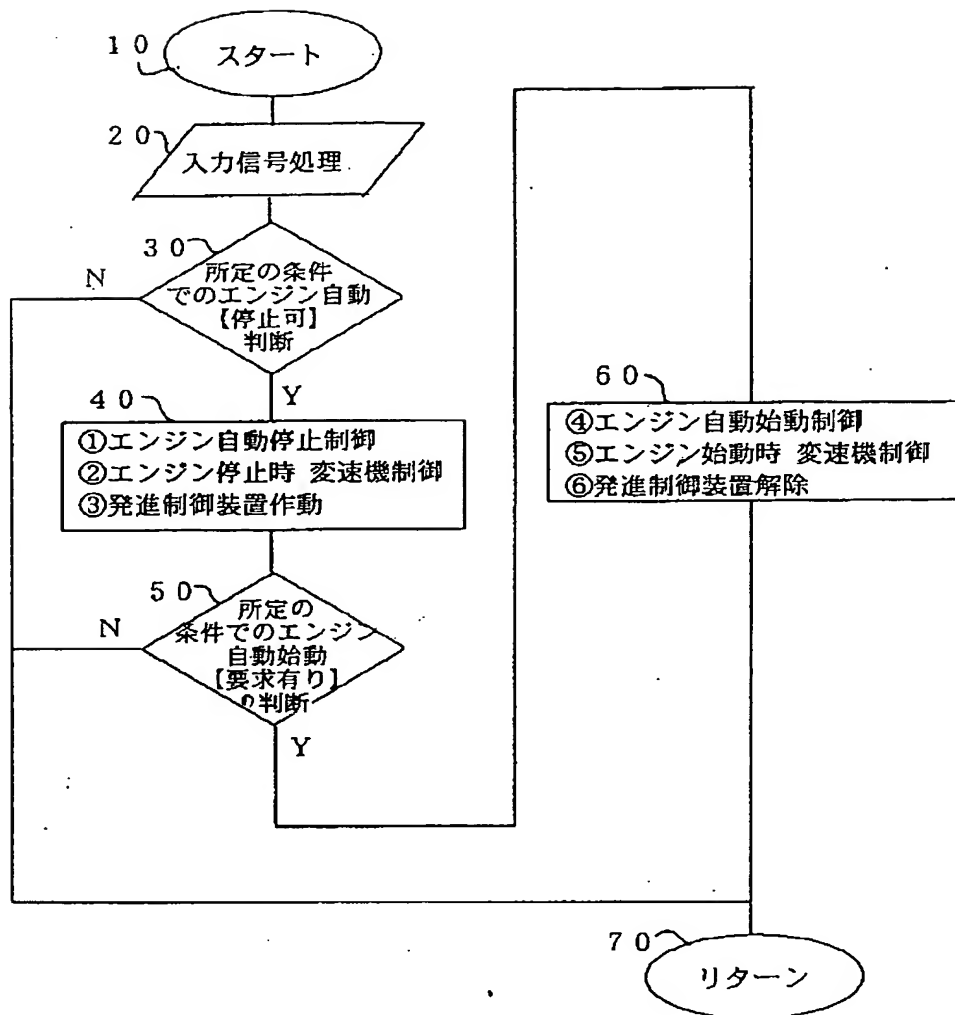 10
スタート
20
入力信号処理
30
N
所定の条件
でのエンジン自動
【停止可】
判断
Y
40
①エンジン自動停止制御
②エンジン停止時 変速機制御
③発進制御装置作動
50
N
所定の
条件でのエンジン
自動始動
【要求有り】
の判断
Y
60
④エンジン自動始動制御
⑤エンジン始動時 変速機制御
⑥発進制御装置解除
70
リターン